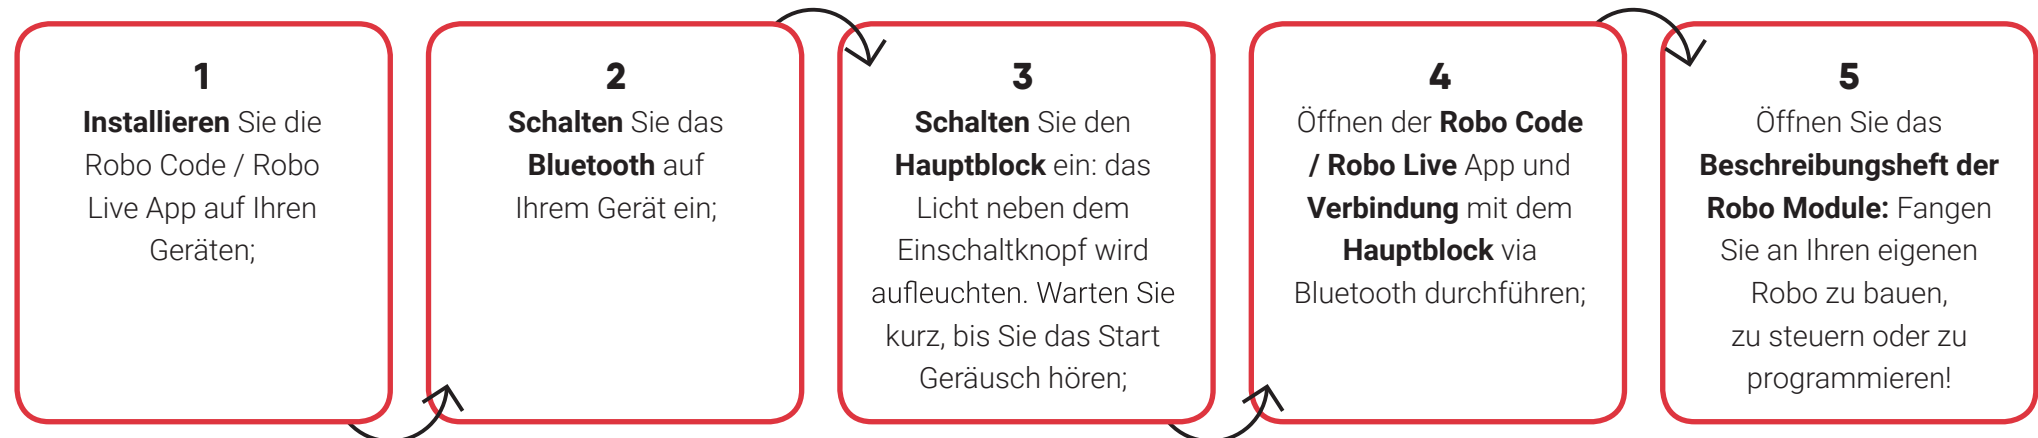 1
Installieren Sie die
Robo Code / Robo
Live App auf Ihren
Geräten;
2
Schalten Sie das
Bluetooth auf
Ihrem Gerät ein;
3
Schalten Sie den
Hauptblock ein: das
Licht neben dem
Einschaltknopf wird
aufleuchten. Warten Sie
kurz, bis Sie das Start
Geräusch hören;
4
Öffnen der Robo Code
/ Robo Live App und
Verbindung mit dem
Hauptblock via
Bluetooth durchführen;
5
Öffnen Sie das
Beschreibungsheft der
Robo Module: Fangen
Sie an Ihren eigenen
Robo zu bauen,
zu steuern oder zu
programmieren!